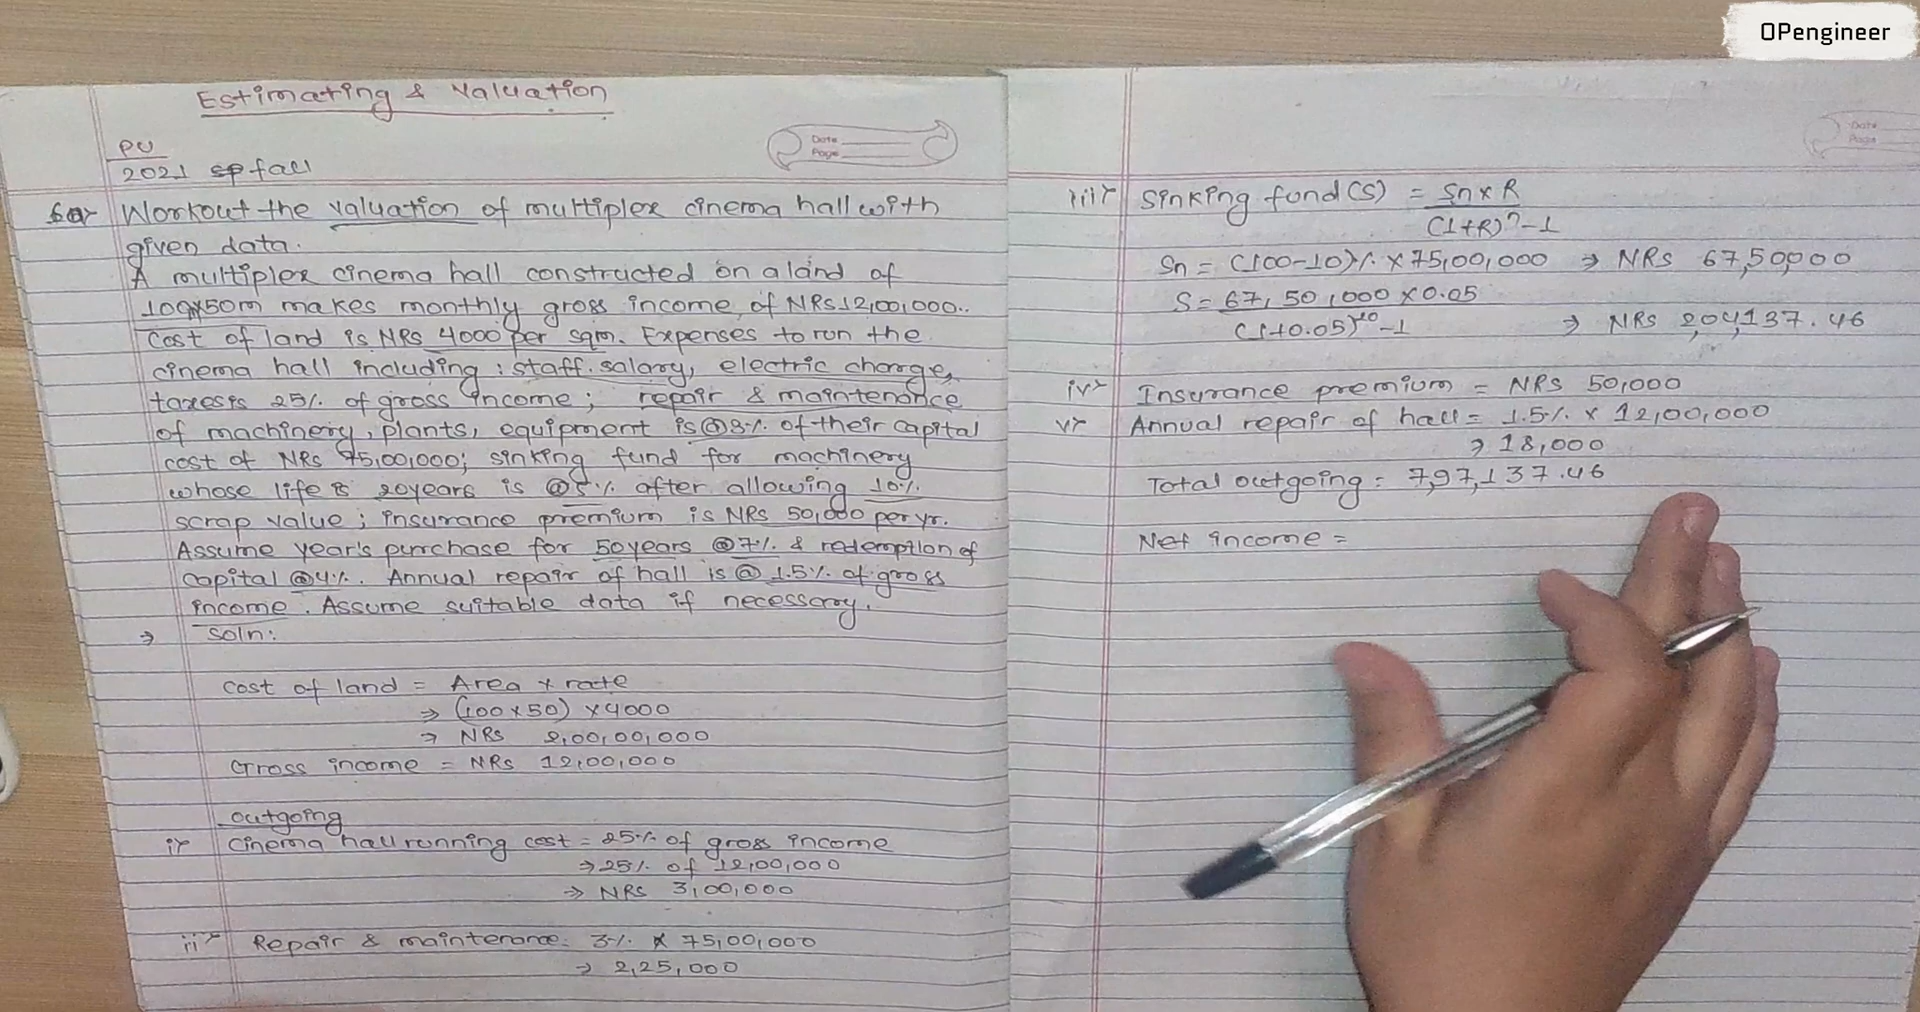 OPengineer
Estimating & Valuation
Date
Page
PU
2021 sp fall
6a> Workout the valuation of multiplex cinema hall with
given data.
A multiplex cinema hall constructed on a land of
100x50m makes monthly gross income of NRs 12,00,000..
Cost of land is NRs 4000 per sqm. Expenses to run the
cinema hall including : staff. salary, electric charge,
taxes is 25% of gross income; repair & maintenance
of machinery, plants, equipment is @3% of their capital
cost of NRs 75,00,000; sinking fund for machinery
whose life is 20years is @5% after allowing 10%
scrap value ; insurance premium is NRs 50,000 per yr.
Assume year's purchase for 50years @7% & redemption of
capital @4%. Annual repair of hall is @ 1.5% of gross
income. Assume suitable data if necessary.
→ soln:
cost of land = Area x rate
⇒ (100x50) x4000
⇒ NRs 2,00,00,000
Gross income = NRs 12,00,000
outgoing
i> Cinema hall running cost = 25% of gross income
⇒ 25% of 12,00,000
⇒ NRs 3,00,000
ii> Repair & maintenance: 3% x 75,00,000
→ 2,25,000
Date
Page
iii> Sinking fund (S) = Sn x R
(1+R)^n - 1
Sn = (100-10)% x 75,00,000 ⇒ NRs 67,50,000
S = 67,50,000 x 0.05
(1+0.05)^20 - 1 ⇒ NRs 2,04,137.46
iv> Insurance premium = NRs 50,000
v> Annual repair of hall = 1.5% x 12,00,000
⇒ 18,000
Total outgoing = 7,97,137.46
Net income =